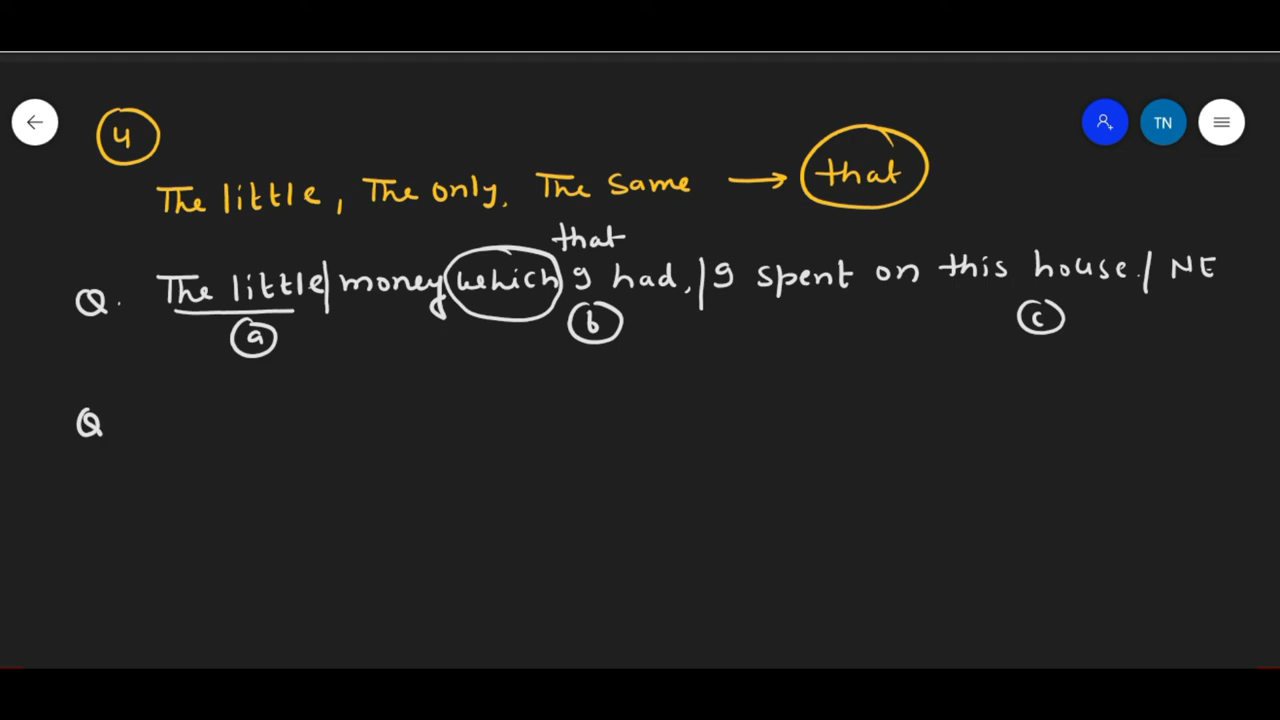 4
The little, The only, The same → that
that
Q. The little/ money which I had, / I spent on this house. / NE
a b c
Q
TN